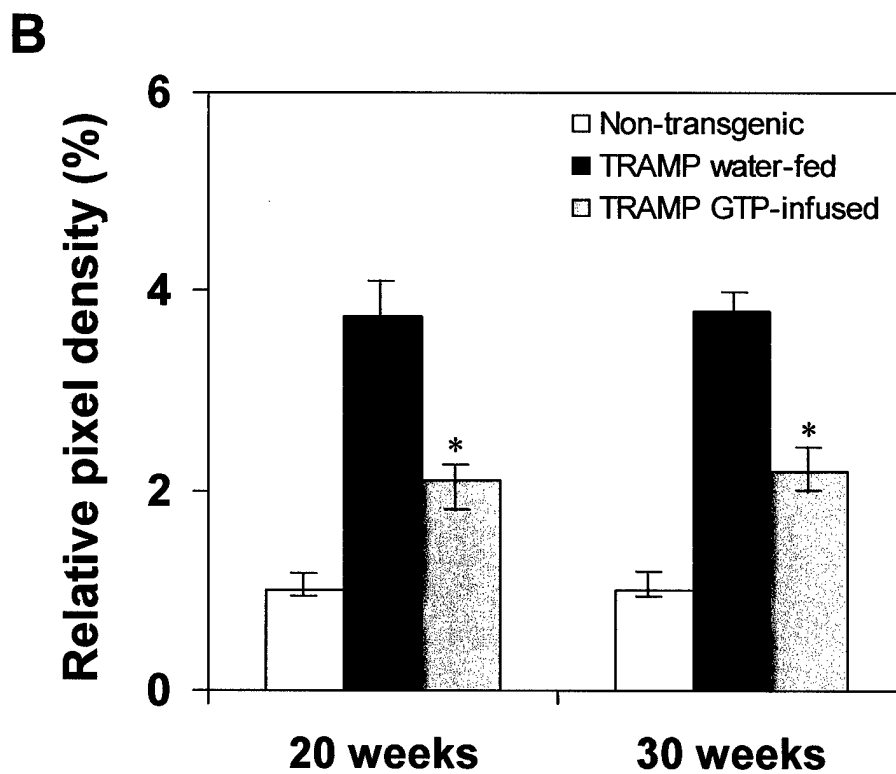 B
Relative pixel density (%)
6
4
2
0
Non-transgenic
TRAMP water-fed
TRAMP GTP-infused
*
*
20 weeks
30 weeks